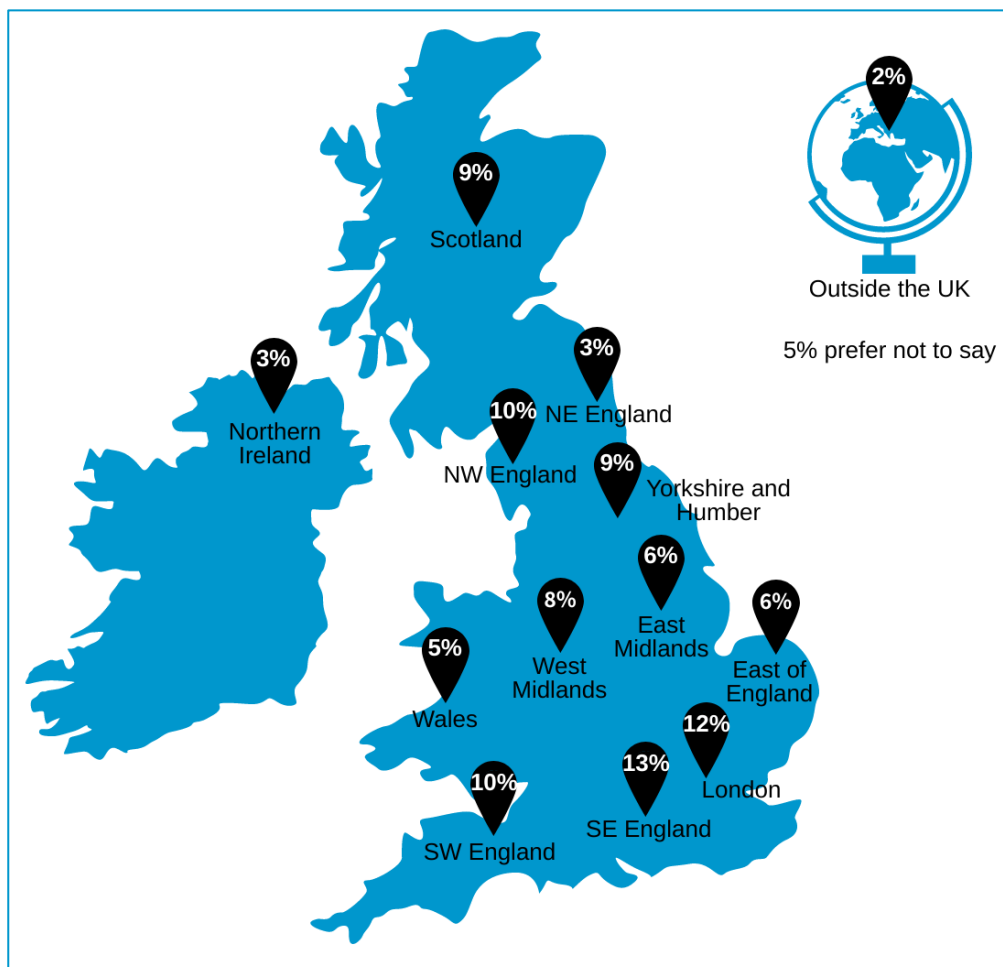 2%
Outside the UK
5% prefer not to say
9%
Scotland
3%
Northern
Ireland
3%
NE England
10%
NW England
9%
Yorkshire and
Humber
6%
East
Midlands
8%
West
Midlands
6%
East of
England
5%
Wales
12%
London
13%
SE England
10%
SW England